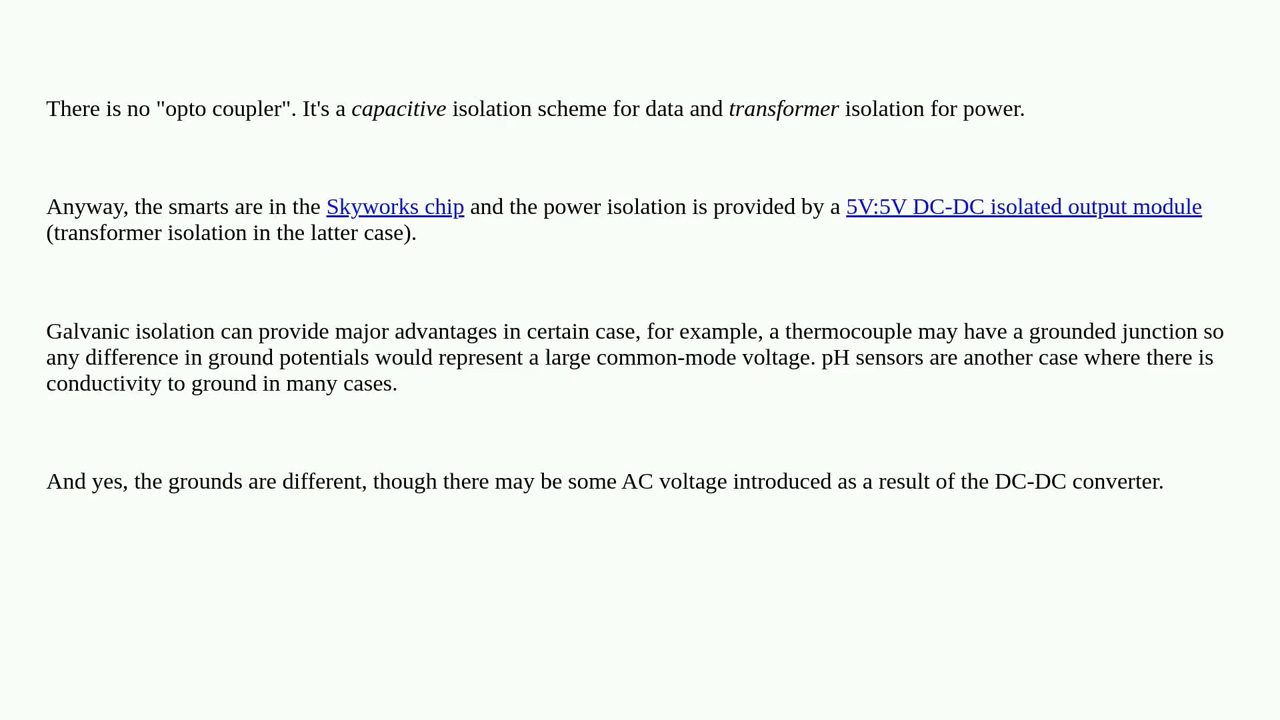 There is no "opto coupler". It's a capacitive isolation scheme for data and transformer isolation for power.
Anyway, the smarts are in the Skyworks chip and the power isolation is provided by a 5V:5V DC-DC isolated output module
(transformer isolation in the latter case).
Galvanic isolation can provide major advantages in certain case, for example, a thermocouple may have a grounded junction so
any difference in ground potentials would represent a large common-mode voltage. pH sensors are another case where there is
conductivity to ground in many cases.
And yes, the grounds are different, though there may be some AC voltage introduced as a result of the DC-DC converter.